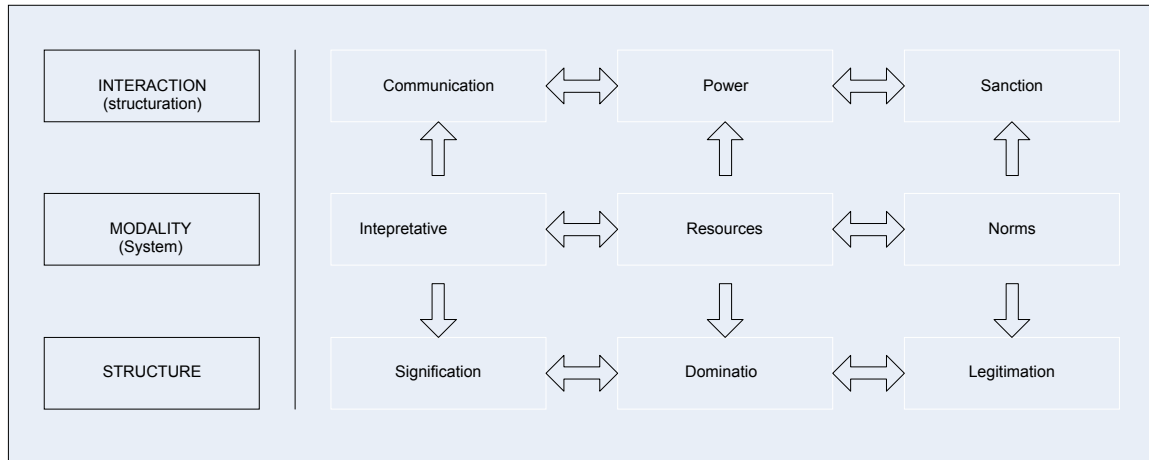 INTERACTION
(structuration)
Communication
Power
Sanction
MODALITY
(System)
Intepretative
Resources
Norms
STRUCTURE
Signification
Dominatio
Legitimation